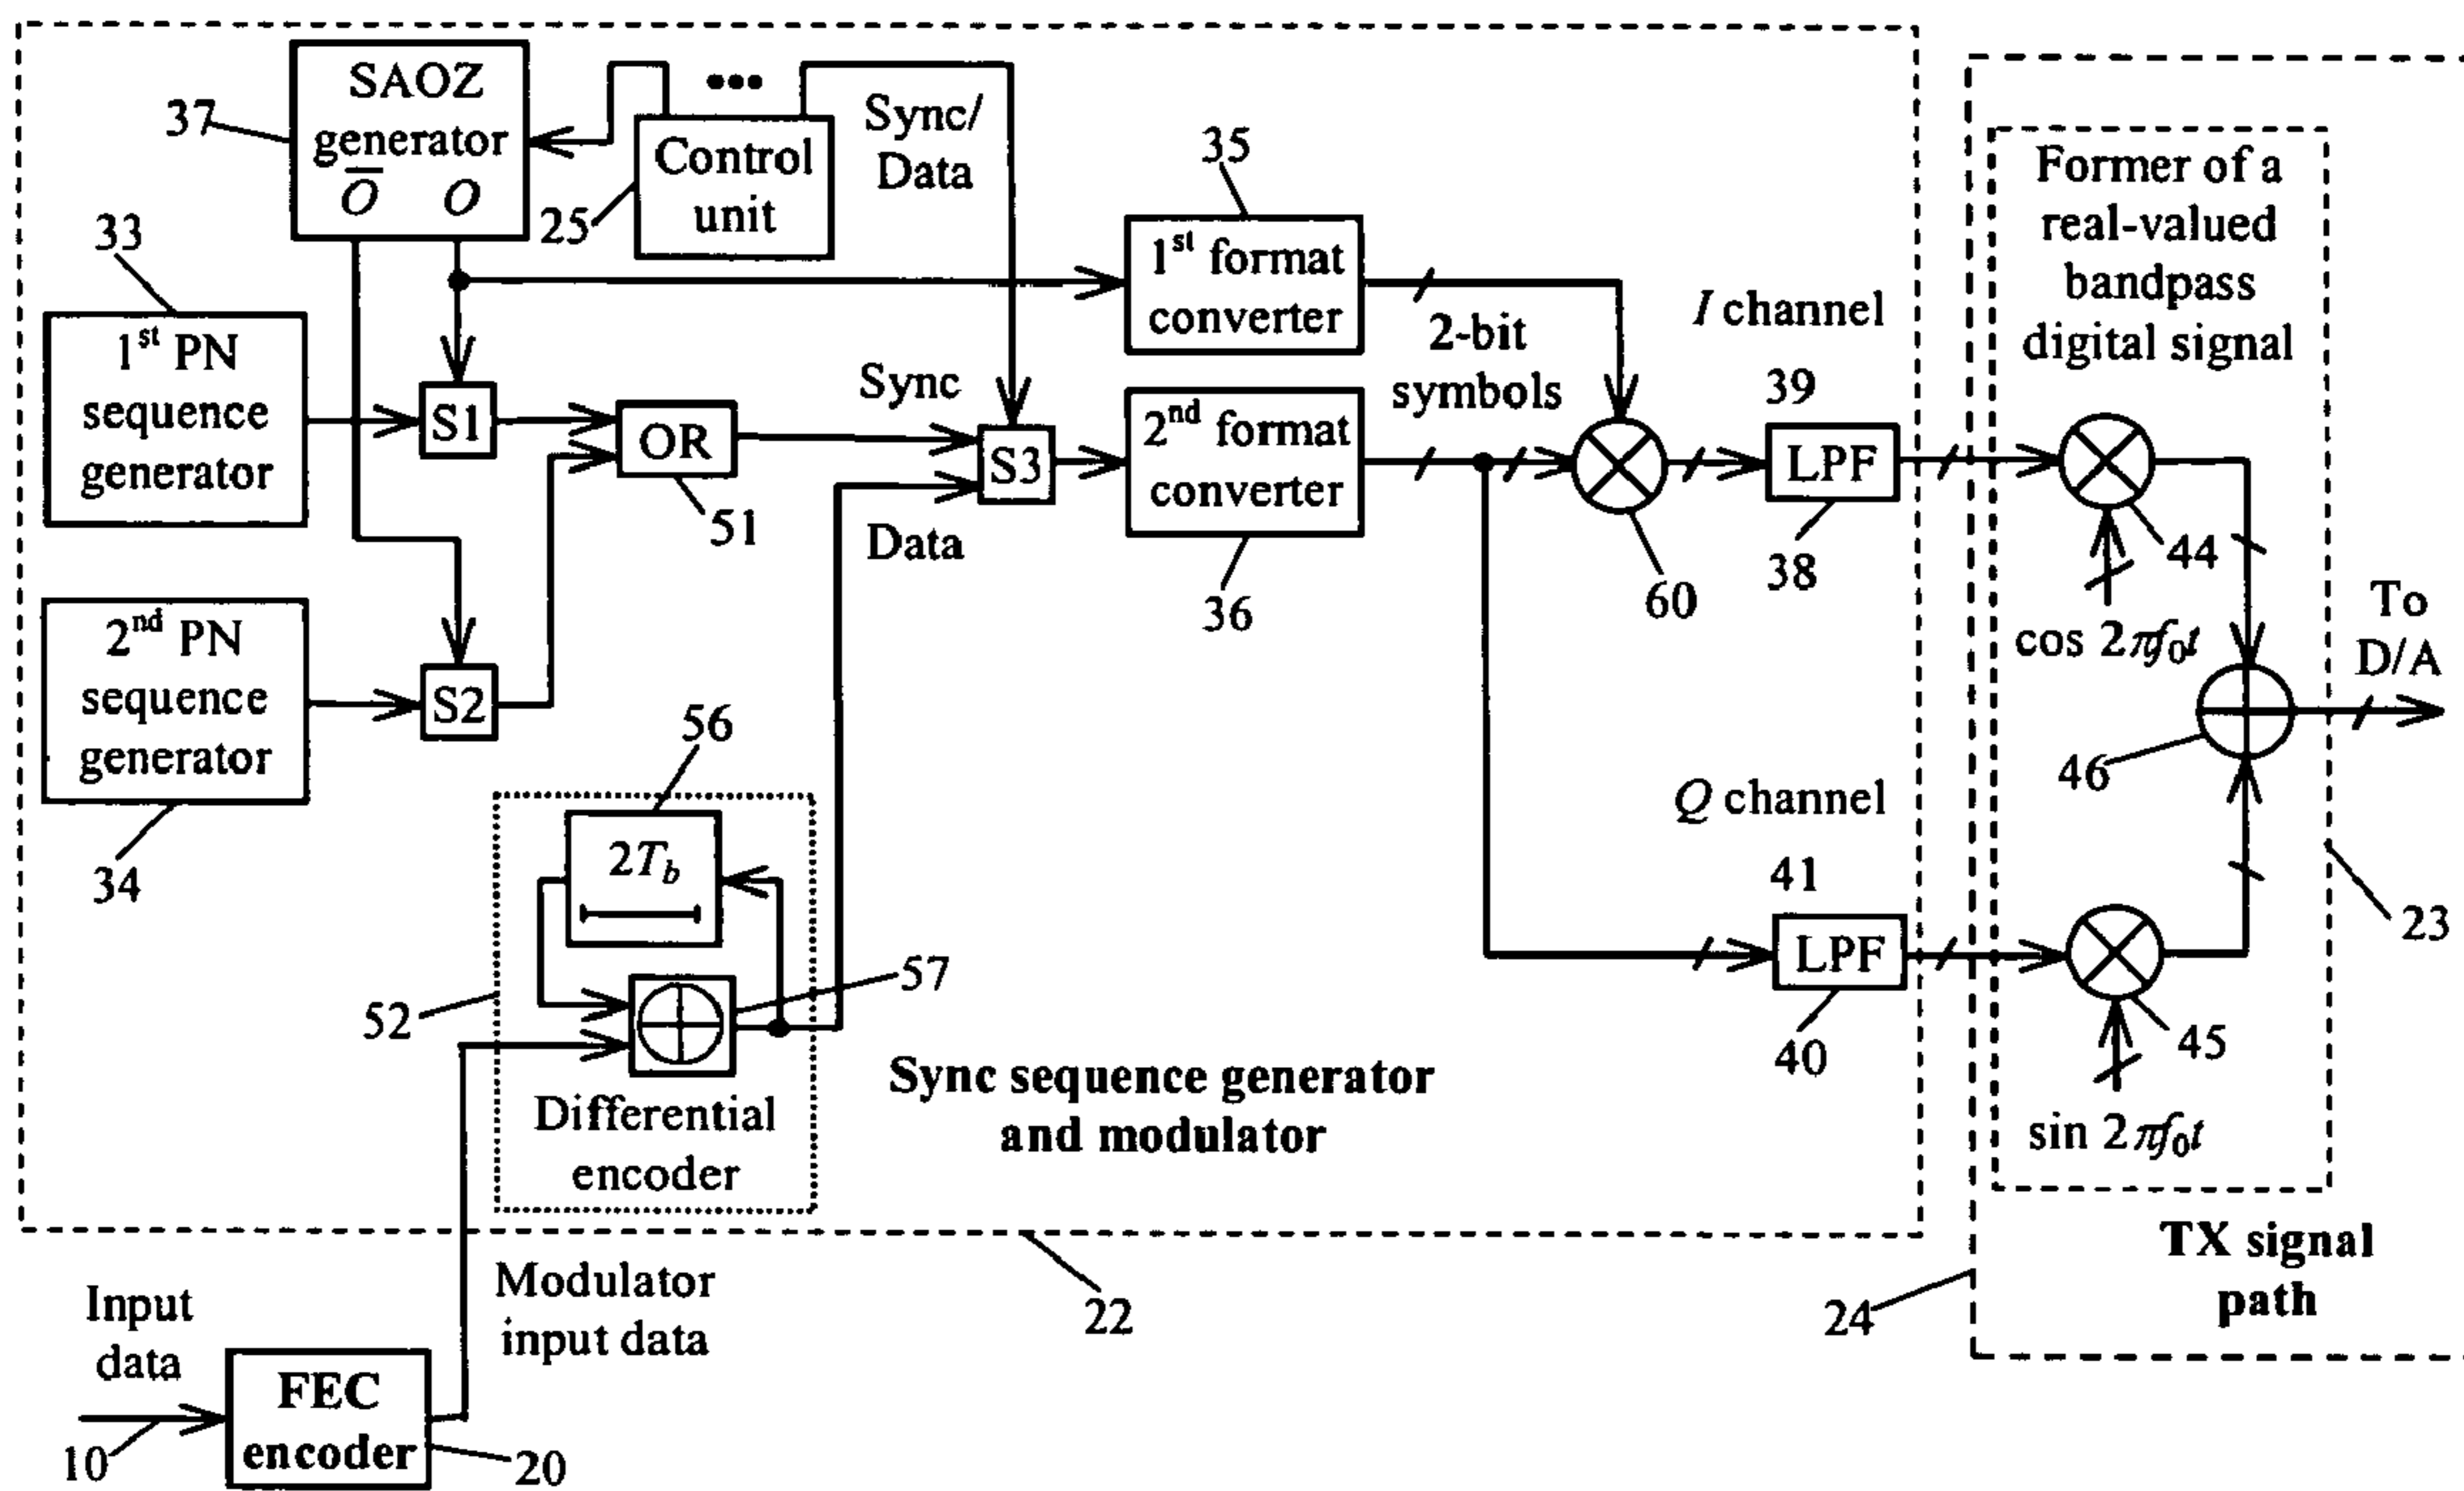 SAOZ
generator
O̅ O
37
Control
unit
25
Sync/
Data
33
1st PN
sequence
generator
35
1st format
converter
2-bit
symbols
I channel
Former of a
real-valued
bandpass
digital signal
S1
OR
51
Sync
Data
S3
2nd format
converter
36
60
39
LPF
38
44
cos 2πf0t
To
D/A
2nd PN
sequence
generator
34
S2
56
2Tb
57
52
Differential
encoder
Sync sequence generator
and modulator
Q channel
41
LPF
40
46
45
sin 2πf0t
23
TX signal
path
24
22
Modulator
input data
Input
data
10
FEC
encoder
20